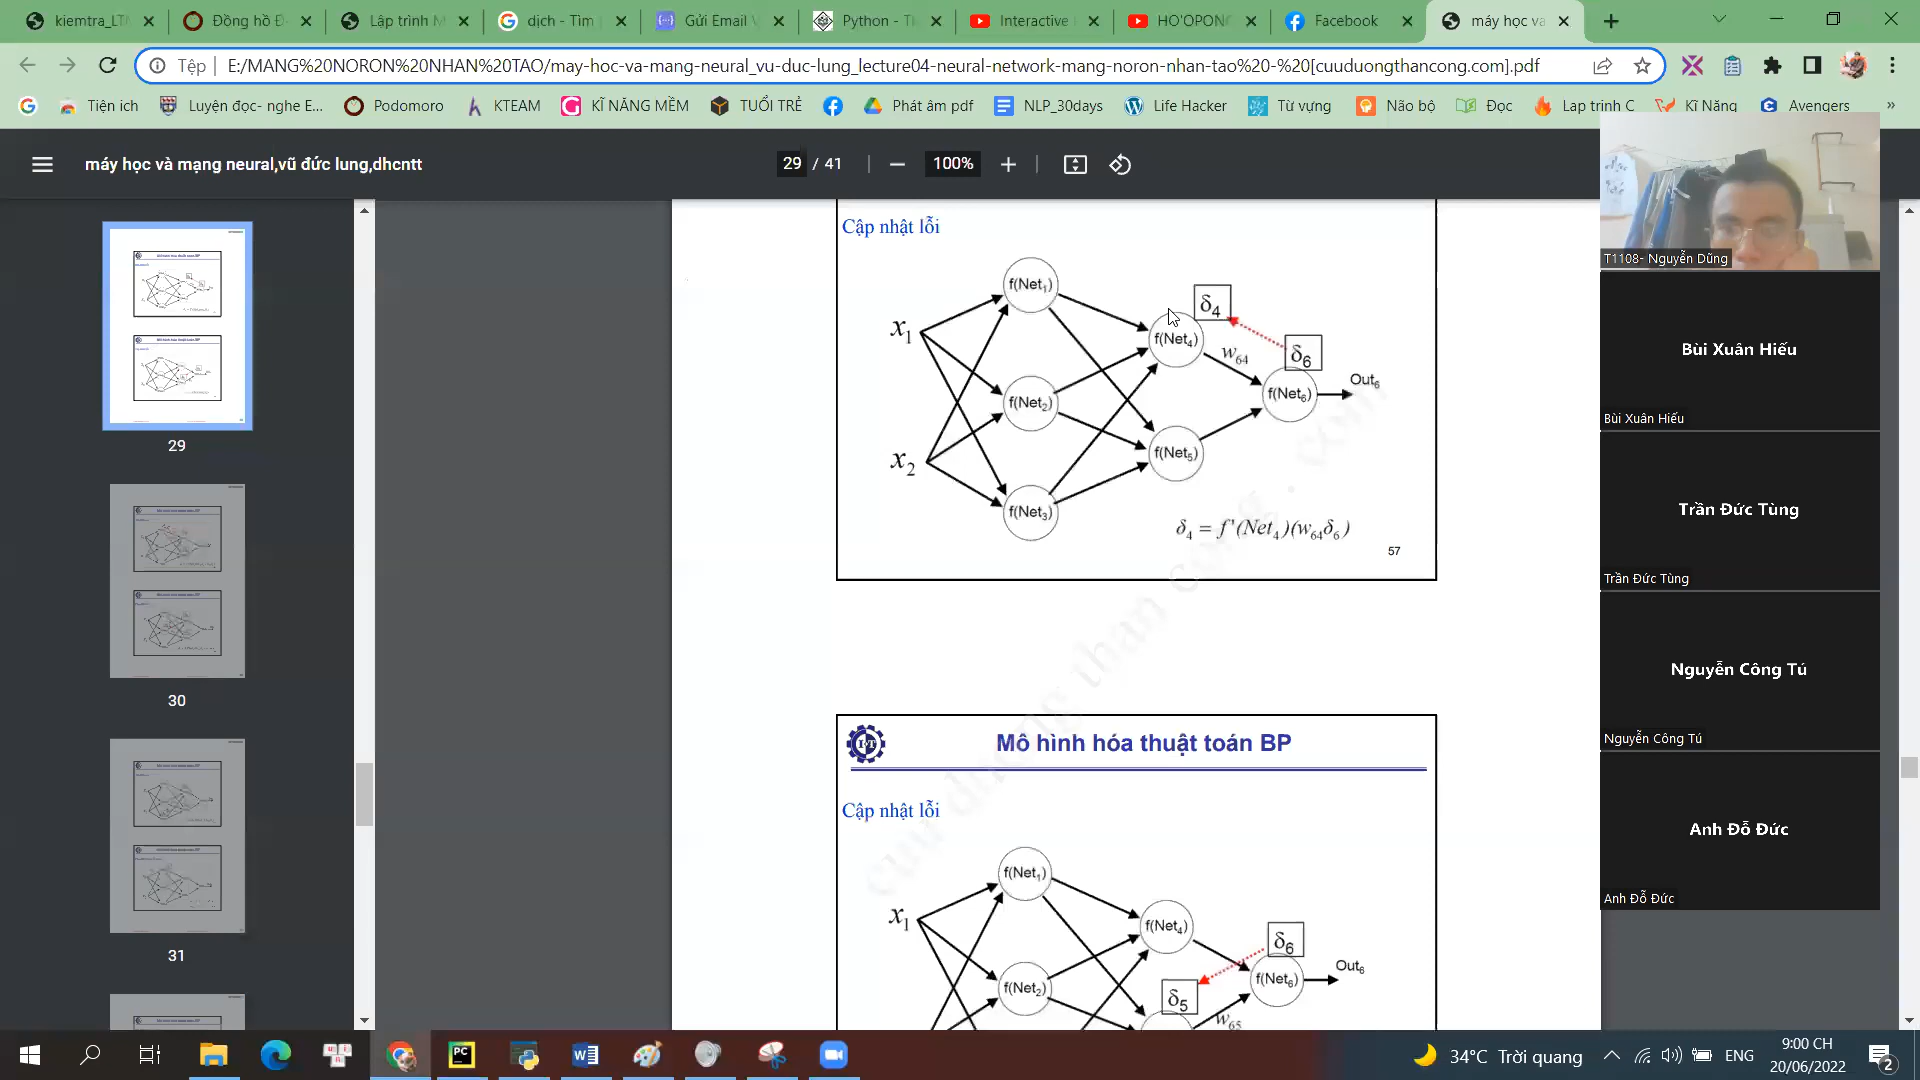 kiemtra_LT
Đồng hồ Đ
Lập trình M
dịch - Tìm
Gửi Email V
Python - T
Interactive
HO'OPONO
Facebook
máy học và
Tệp
E:/MANG%20NORON%20NHAN%20TAO/may-hoc-va-mang-neural_vu-duc-lung_lecture04-neural-network-mang-noron-nhan-tao%20-%20[cuuduongthancong.com].pdf
Tiện ich
Luyện đọc- nghe E...
Podomoro
KTEAM
KĨ NĂNG MỀM
TUỔI TRẺ
Phát âm pdf
NLP_30days
Life Hacker
Từ vựng
Não bộ
Đọc
Lap trinh C
Kĩ Năng
Avengers
»
máy học và mạng neural,vũ đức lung,dhcntt
29 / 41
100%
29
30
31
Cập nhật lỗi
f(Net1)
x1
δ4
f(Net4)
w64
δ6
Out6
f(Net6)
f(Net2)
x2
f(Net5)
f(Net3)
δ4 = f'(Net4)(w64δ6)
57
cuu duong than cong . com
Mô hình hóa thuật toán BP
Cập nhật lỗi
f(Net1)
x1
f(Net4)
δ6
Out6
f(Net6)
f(Net2)
δ5
w65
T1108- Nguyễn Dũng
Bùi Xuân Hiếu
Bùi Xuân Hiếu
Trần Đức Tùng
Trần Đức Tùng
Nguyễn Công Tú
Nguyễn Công Tú
Anh Đỗ Đức
Anh Đỗ Đức
34°C Trời quang
ENG
9:00 CH
20/06/2022
2